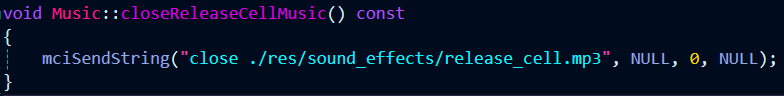 void Music::closeReleaseCellMusic() const
{
    mciSendString("close ./res/sound_effects/release_cell.mp3", NULL, 0, NULL);
}